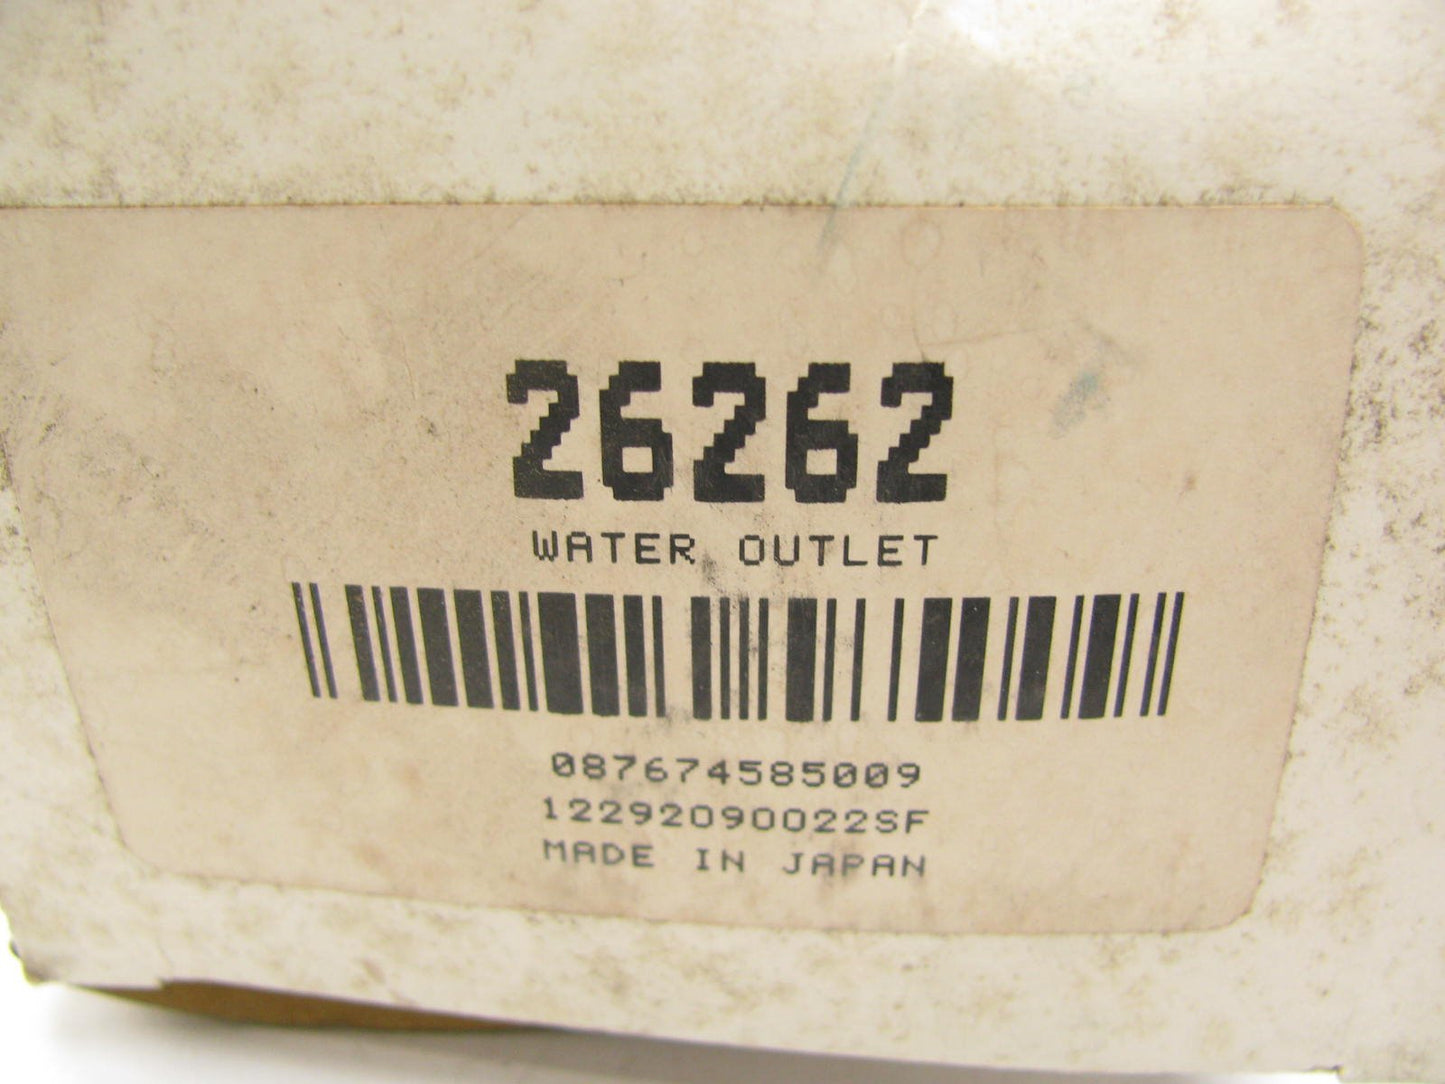 26262
WATER OUTLET
087674585009
12292090022SF
MADE IN JAPAN